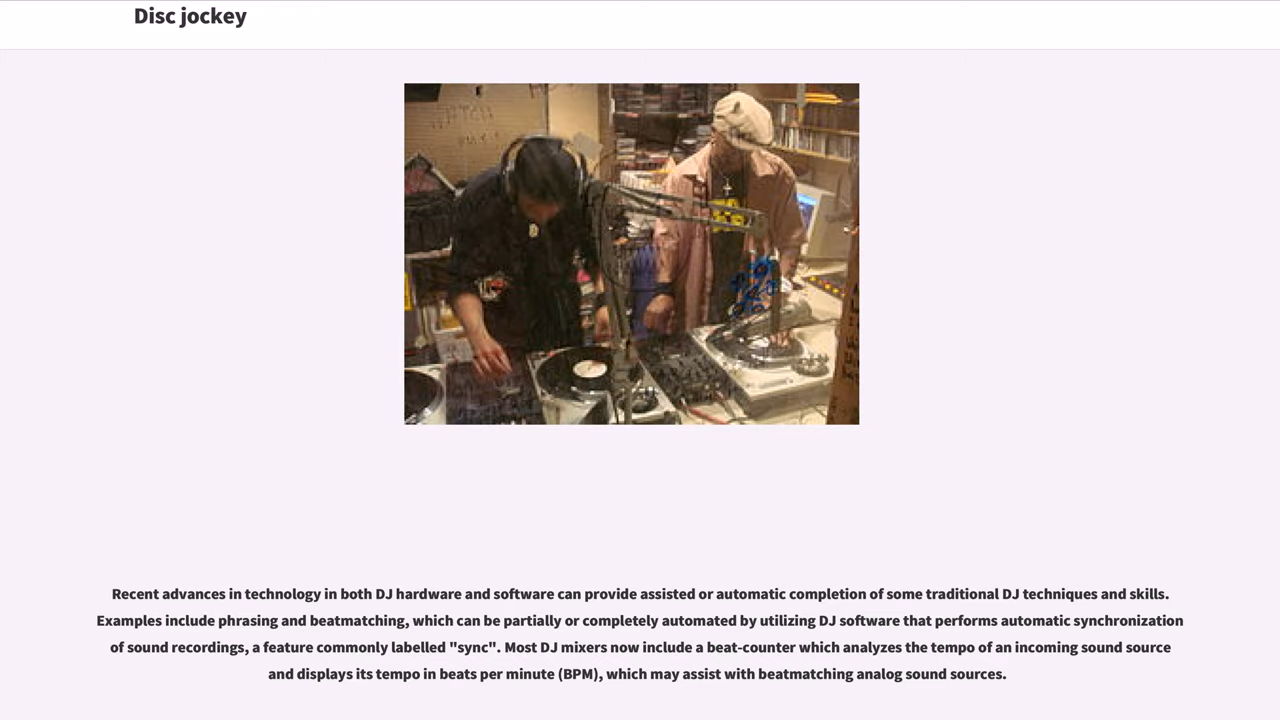 Disc jockey
Recent advances in technology in both DJ hardware and software can provide assisted or automatic completion of some traditional DJ techniques and skills.
Examples include phrasing and beatmatching, which can be partially or completely automated by utilizing DJ software that performs automatic synchronization
of sound recordings, a feature commonly labelled "sync". Most DJ mixers now include a beat-counter which analyzes the tempo of an incoming sound source
and displays its tempo in beats per minute (BPM), which may assist with beatmatching analog sound sources.